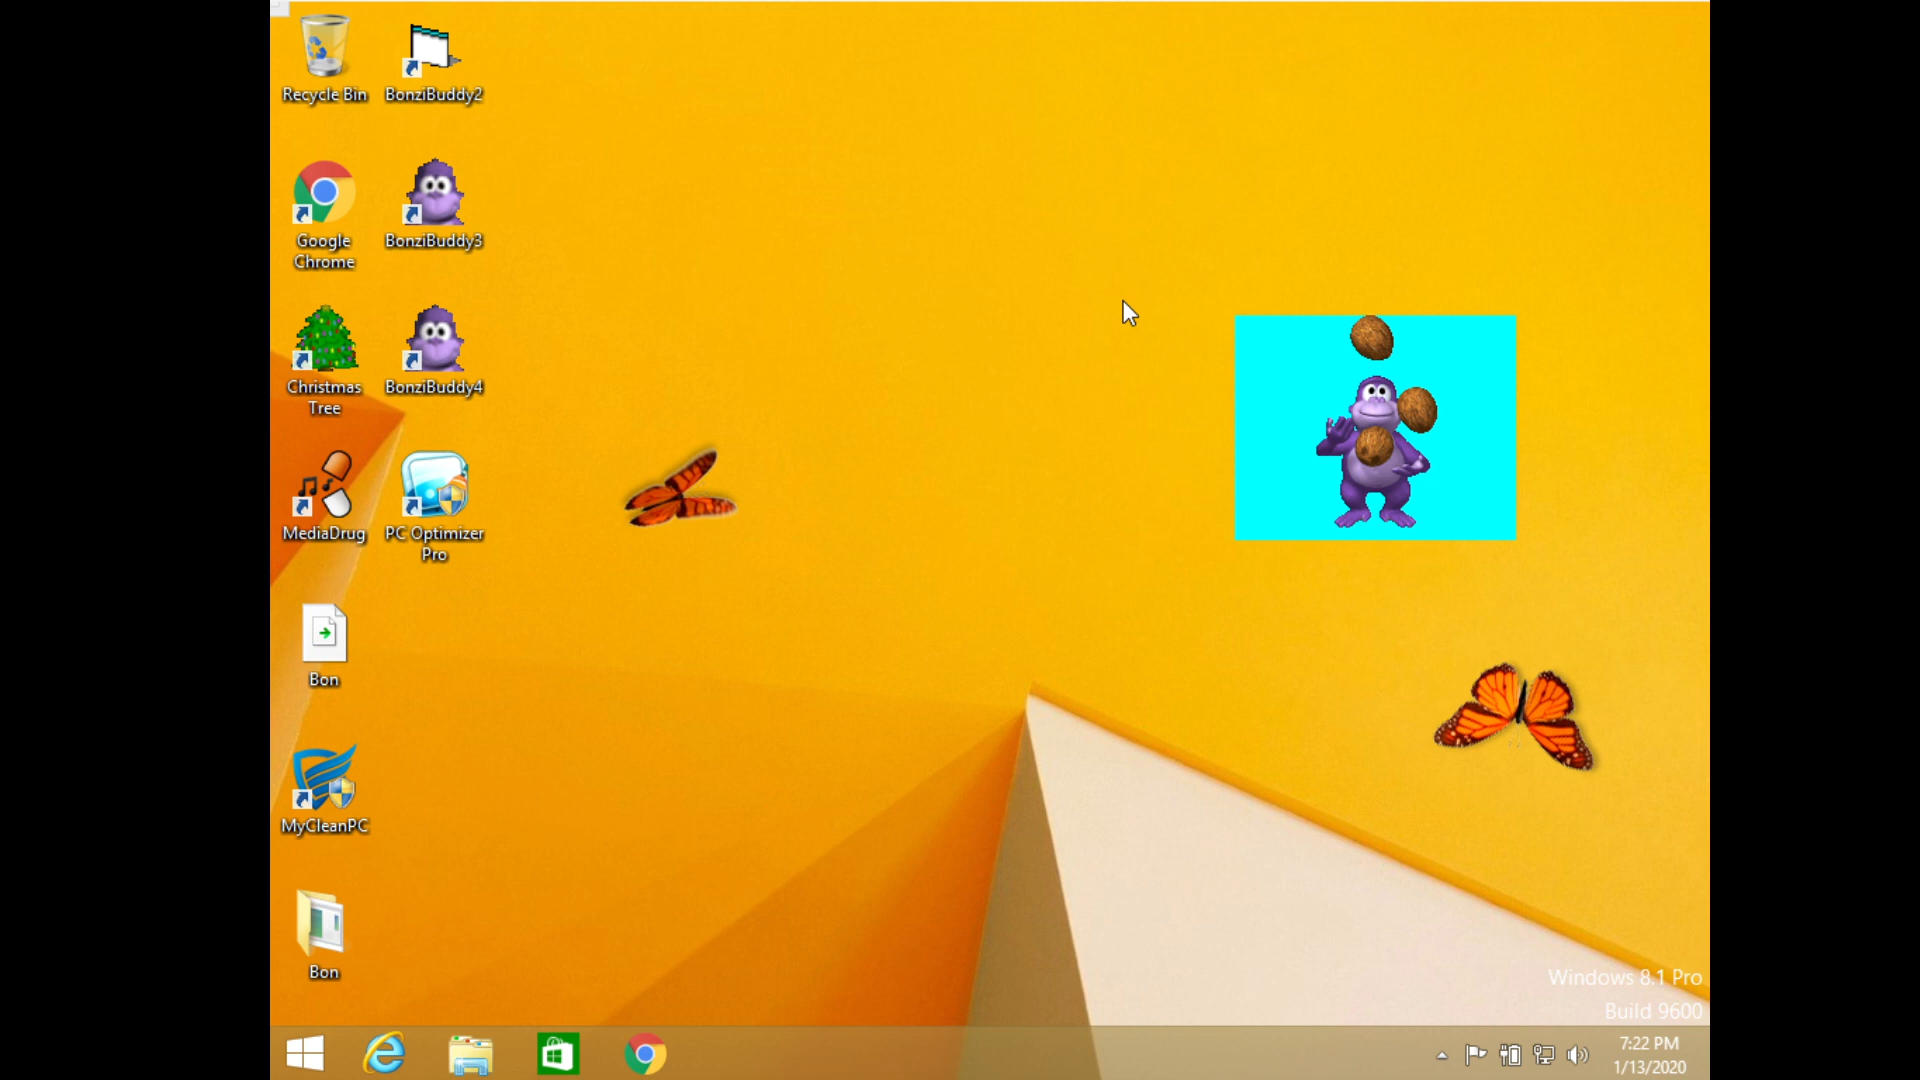 Recycle Bin
BonziBuddy2
Google
Chrome
BonziBuddy3
Christmas
Tree
BonziBuddy4
MediaDrug
PC Optimizer
Pro
Bon
MyCleanPC
Bon
Windows 8.1 Pro
Build 9600
7:22 PM
1/13/2020